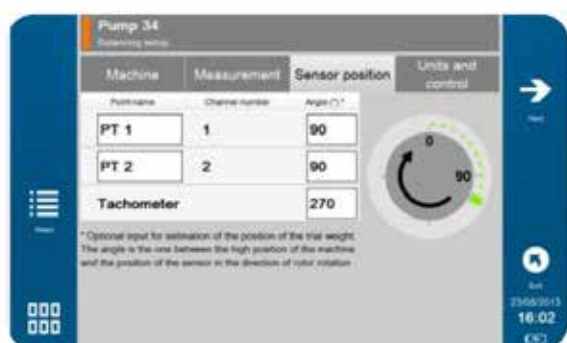 Pump 34
Balancing setup
Machine Measurement Sensor position Units and control
Point name Channel number Angle (°) *
PT 1 1 90
PT 2 2 90
Tachometer 270
0
90
* Optional input for estimation of the position of the trial weight.
The angle is the one between the high position of the machine
and the position of the sensor in the direction of rotor rotation
Next
Exit
23/08/2013
16:02